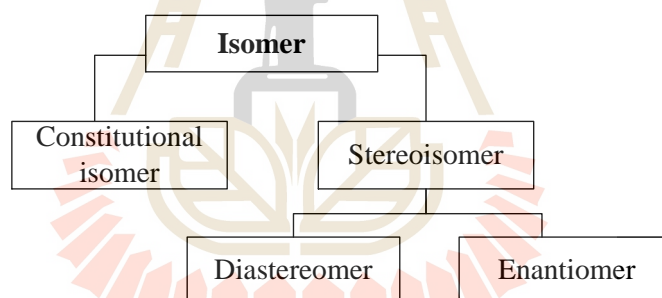 Isomer
Constitutional
isomer
Stereoisomer
Diastereomer
Enantiomer